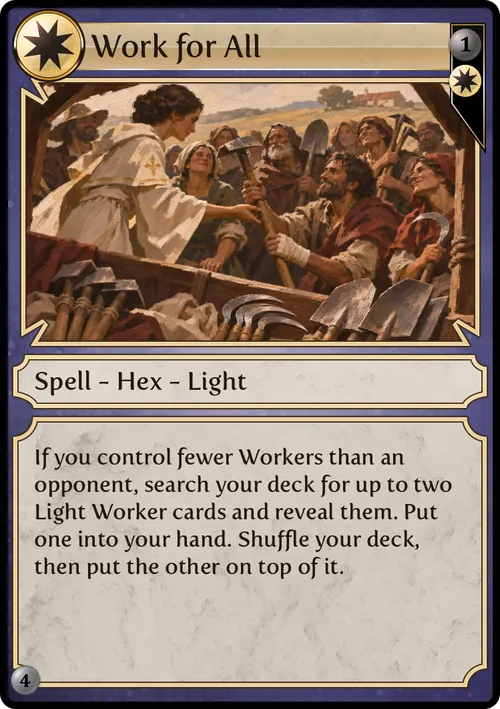 Work for All
1
Spell - Hex - Light
If you control fewer Workers than an
opponent, search your deck for up to two
Light Worker cards and reveal them. Put
one into your hand. Shuffle your deck,
then put the other on top of it.
4